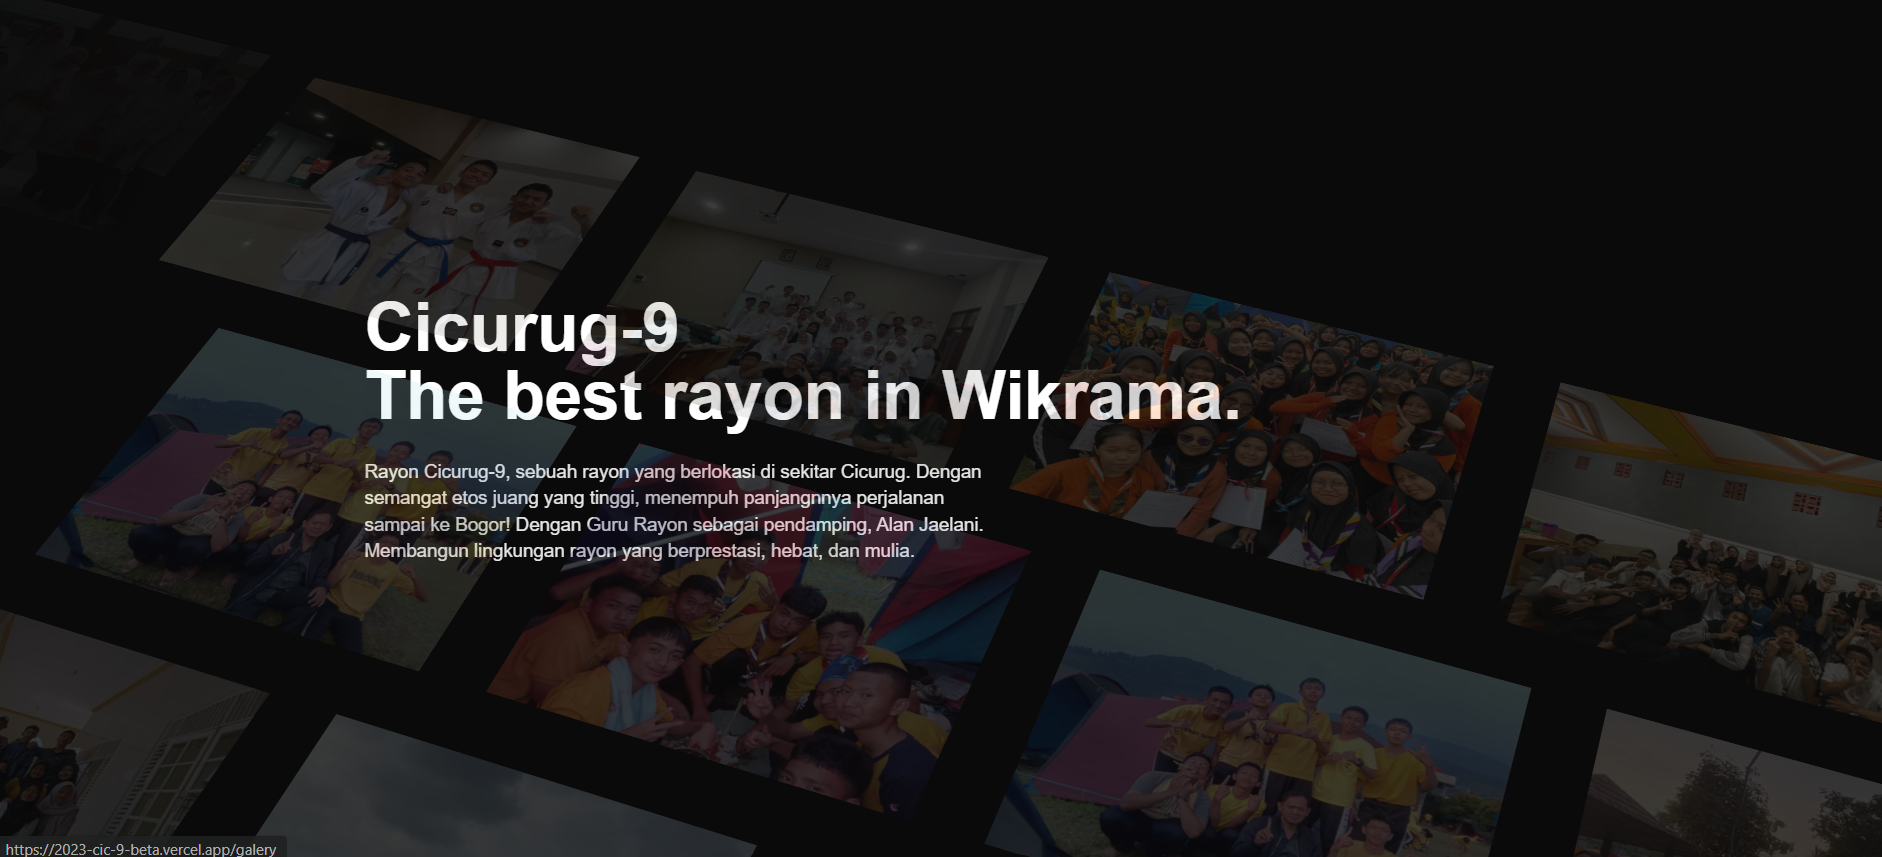 Cicurug-9
The best rayon in Wikrama.
Rayon Cicurug-9, sebuah rayon yang berlokasi di sekitar Cicurug. Dengan
semangat etos juang yang tinggi, menempuh panjangnnya perjalanan
sampai ke Bogor! Dengan Guru Rayon sebagai pendamping, Alan Jaelani.
Membangun lingkungan rayon yang berprestasi, hebat, dan mulia.
https://2023-cic-9-beta.vercel.app/galery